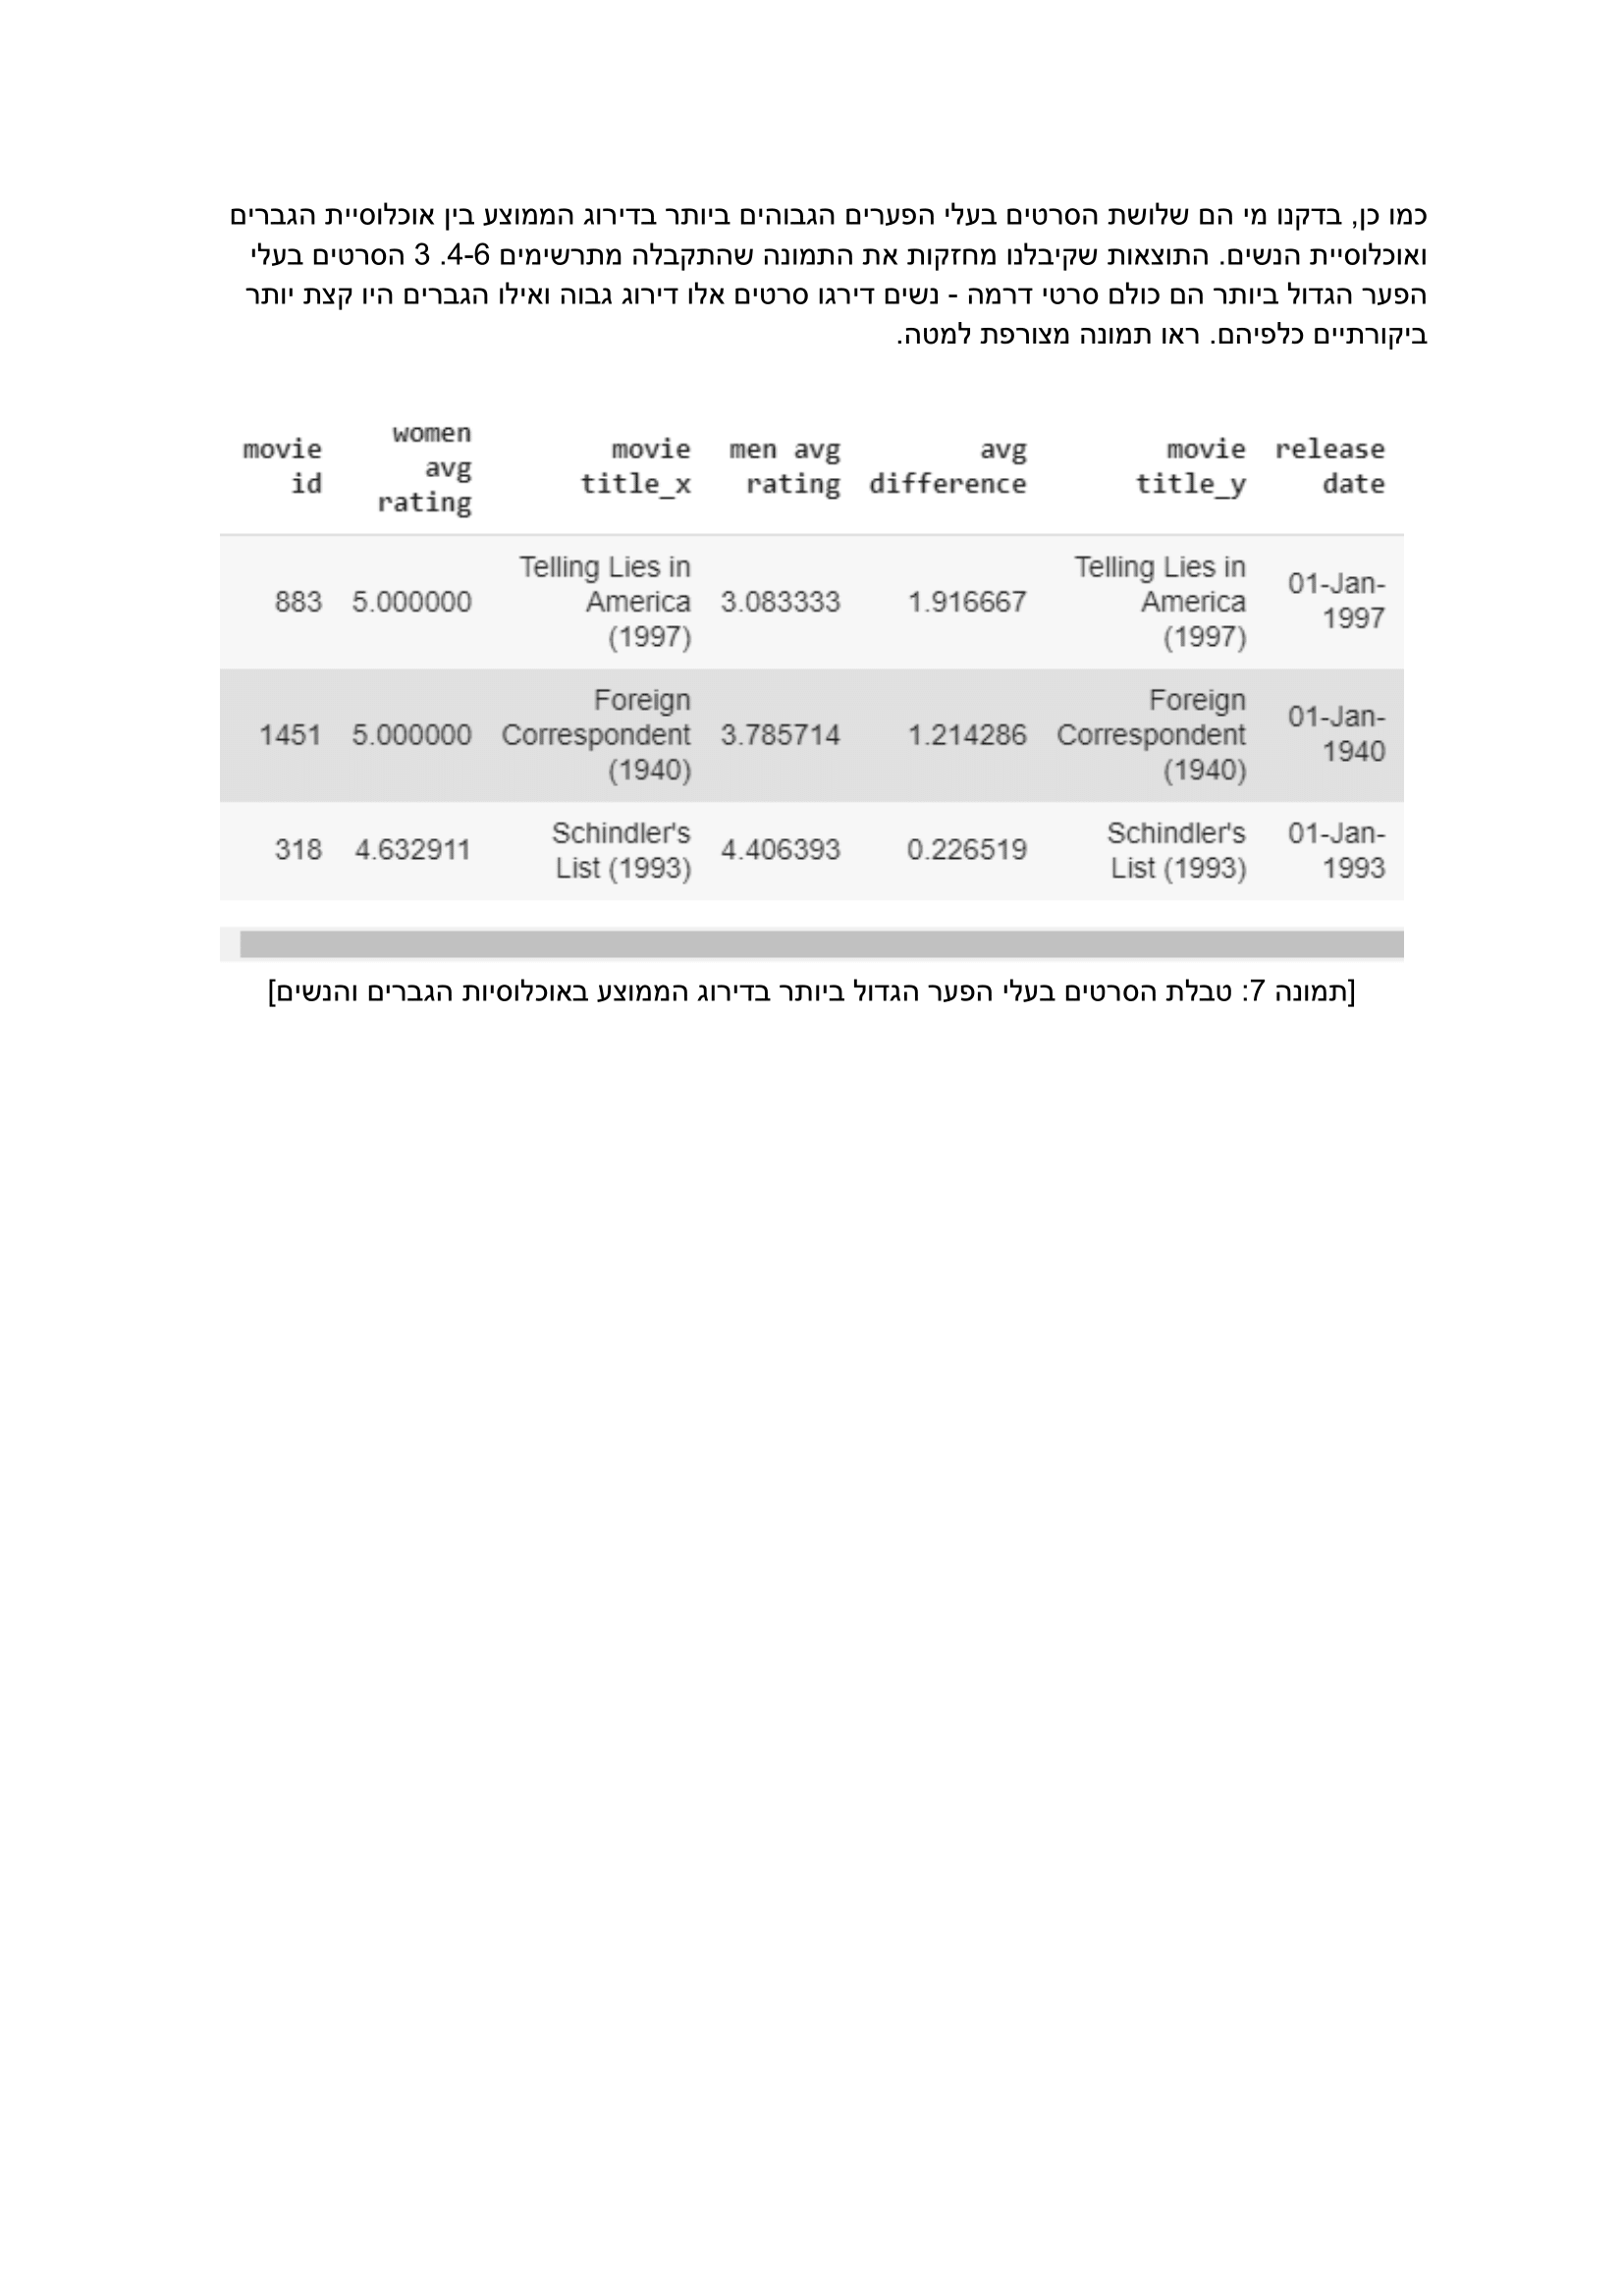 כמו כן, בדקנו מי הם שלושת הסרטים בעלי הפערים הגבוהים ביותר בדירוג הממוצע בין אוכלוסיית הגברים
ואוכלוסיית הנשים. התוצאות שקיבלנו מחזקות את התמונה שהתקבלה מתרשימים 4-6. 3 הסרטים בעלי
הפער הגדול ביותר הם כולם סרטי דרמה - נשים דירגו סרטים אלו דירוג גבוה ואילו הגברים היו קצת יותר
ביקורתיים כלפיהם. ראו תמונה מצורפת למטה.
movie id women avg rating movie title_x men avg rating avg difference movie title_y release date
883 5.000000 Telling Lies in America (1997) 3.083333 1.916667 Telling Lies in America (1997) 01-Jan-1997
1451 5.000000 Foreign Correspondent (1940) 3.785714 1.214286 Foreign Correspondent (1940) 01-Jan-1940
318 4.632911 Schindler's List (1993) 4.406393 0.226519 Schindler's List (1993) 01-Jan-1993
[תמונה 7: טבלת הסרטים בעלי הפער הגדול ביותר בדירוג הממוצע באוכלוסיות הגברים והנשים]